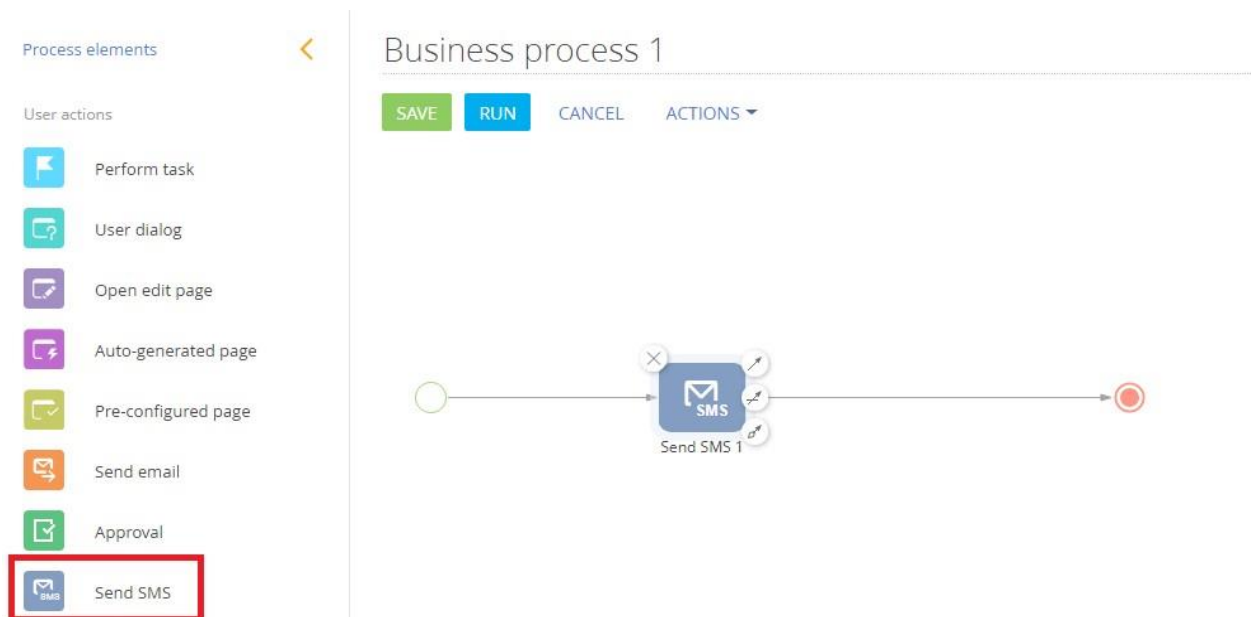 Process elements
Business process 1
User actions
SAVE RUN CANCEL ACTIONS
Perform task
User dialog
Open edit page
Auto-generated page
Pre-configured page
Send email
Approval
SMS
Send SMS 1
SMS
Send SMS